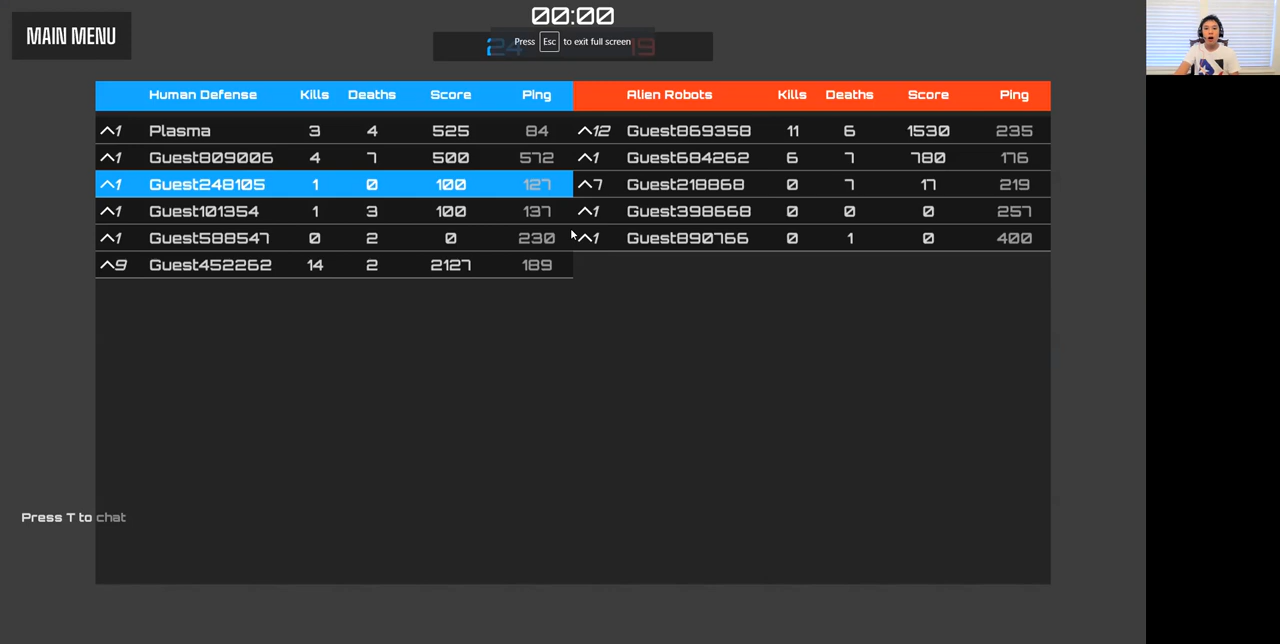 00:00
MAIN MENU
Press Esc to exit full screen
24 19
Human Defense Kills Deaths Score Ping Alien Robots Kills Deaths Score Ping
1 Plasma 3 4 525 84 12 Guest869358 11 6 1530 235
1 Guest809006 4 7 500 572 1 Guest684262 6 7 780 176
1 Guest248105 1 0 100 127 7 Guest218868 0 7 17 219
1 Guest101354 1 3 100 137 1 Guest398668 0 0 0 257
1 Guest588547 0 2 0 230 1 Guest890766 0 1 0 400
9 Guest452262 14 2 2127 189
Press T to chat